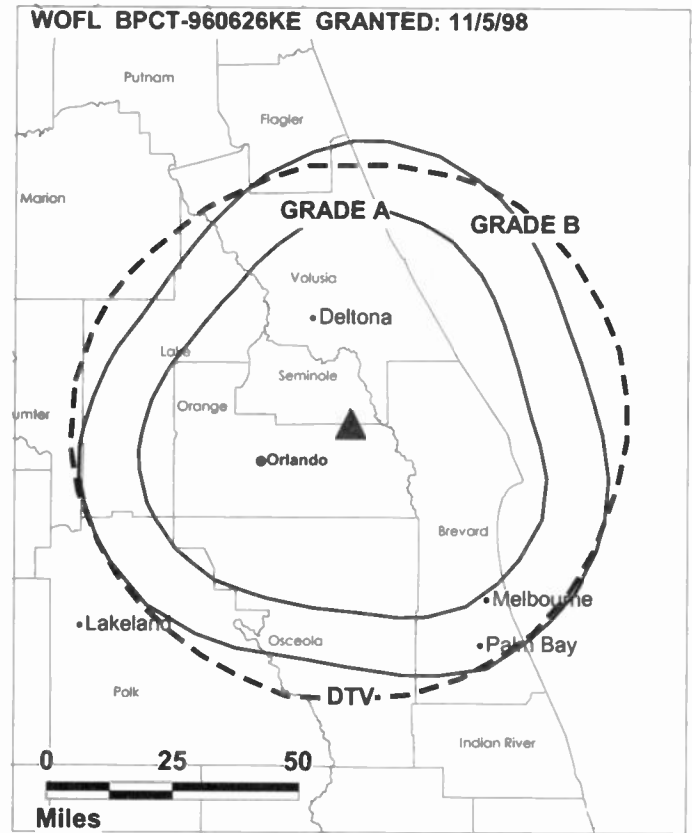 WOFL BPCT-960626KE GRANTED: 11/5/98
Putnam
Flagler
Marion
GRADE A
GRADE B
Volusia
Deltona
Lake
Seminole
Orange
umter
Orlando
Brevard
Melbourne
Lakeland
Osceola
Palm Bay
Polk
DTV
Indian River
0 25 50
Miles